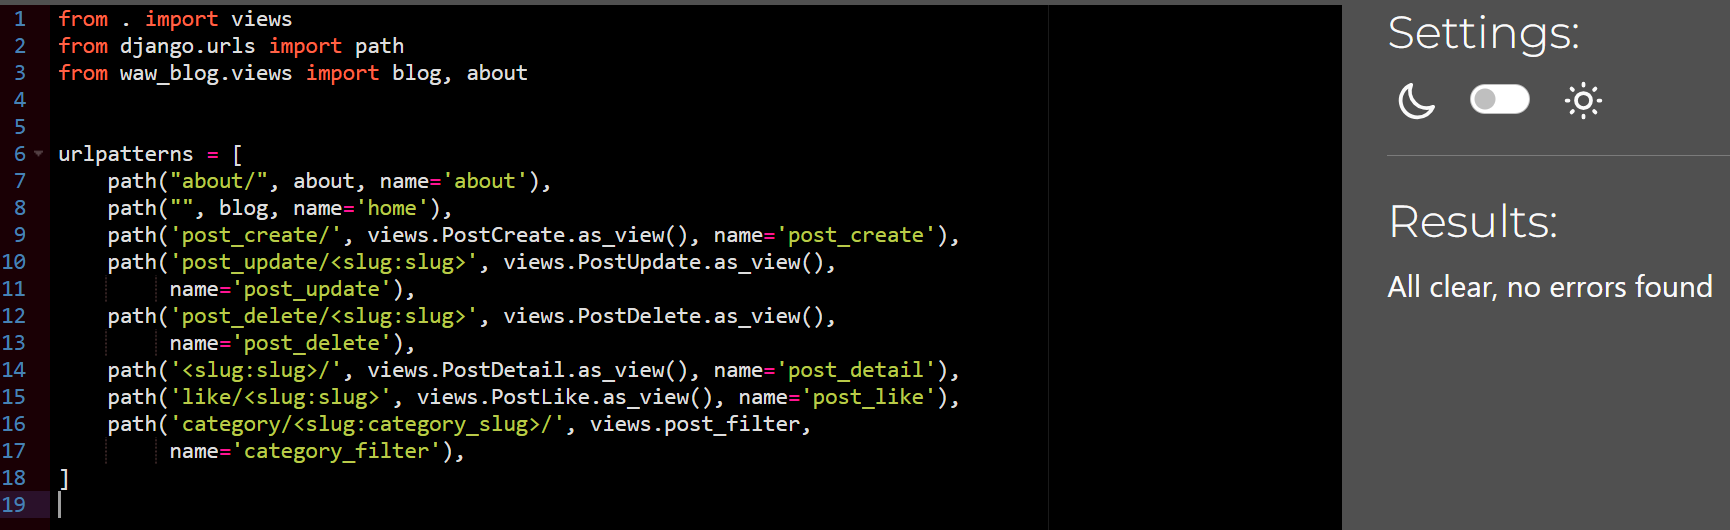 1 from . import views
2 from django.urls import path
3 from waw_blog.views import blog, about
4
5
6 urlpatterns = [
7     path("about/", about, name='about'),
8     path("", blog, name='home'),
9     path('post_create/', views.PostCreate.as_view(), name='post_create'),
10     path('post_update/<slug:slug>', views.PostUpdate.as_view(),
11          name='post_update'),
12     path('post_delete/<slug:slug>', views.PostDelete.as_view(),
13          name='post_delete'),
14     path('<slug:slug>/', views.PostDetail.as_view(), name='post_detail'),
15     path('like/<slug:slug>', views.PostLike.as_view(), name='post_like'),
16     path('category/<slug:category_slug>/', views.post_filter,
17          name='category_filter'),
18 ]
19
Settings:
Results:
All clear, no errors found